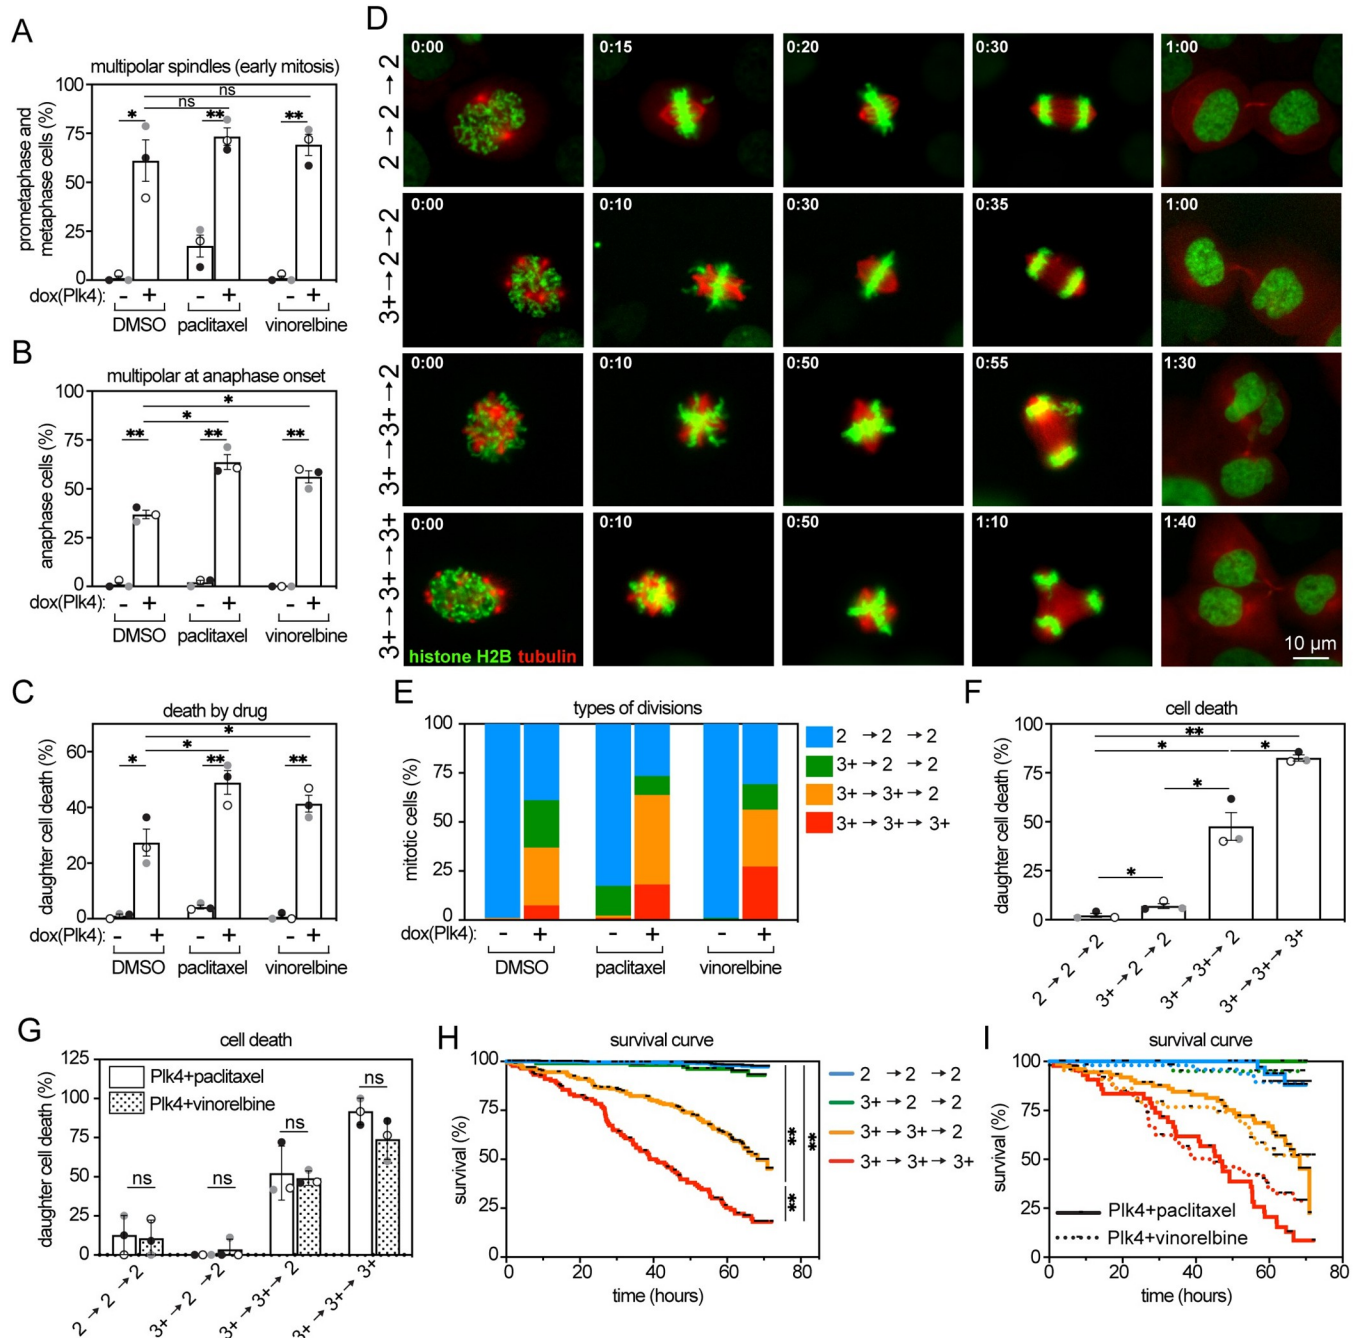 A
multipolar spindles (early mitosis)
prometaphase and
metaphase cells (%)
100
75
50
25
0
ns
ns
* ** **
dox(Plk4): - + - + - +
DMSO paclitaxel vinorelbine
B
multipolar at anaphase onset
anaphase cells (%)
100
75
50
25
0
*
*
** ** **
dox(Plk4): - + - + - +
DMSO paclitaxel vinorelbine
C
death by drug
daughter cell death (%)
60
40
20
0
*
*
* ** **
dox(Plk4): - + - + - +
DMSO paclitaxel vinorelbine
D
2→2→2
0:00 0:15 0:20 0:30 1:00
3+→2→2
0:00 0:10 0:30 0:35 1:00
3+→3+→2
0:00 0:10 0:50 0:55 1:30
3+→3+→3+
0:00 0:10 0:50 1:10 1:40
histone H2B tubulin
10 µm
E
types of divisions
mitotic cells (%)
100
75
50
25
0
dox(Plk4): - + - + - +
DMSO paclitaxel vinorelbine
2 → 2 → 2
3+ → 2 → 2
3+ → 3+ → 2
3+ → 3+ → 3+
F
cell death
daughter cell death (%)
100
75
50
25
0
**
* *
*
*
2 → 2 → 2
3+ → 2 → 2
3+ → 3+ → 2
3+ → 3+ → 3+
G
cell death
daughter cell death (%)
125
100
75
50
25
0
Plk4+paclitaxel
Plk4+vinorelbine
ns ns ns ns
2 → 2 → 2
3+ → 2 → 2
3+ → 3+ → 2
3+ → 3+ → 3+
H
survival curve
survival (%)
100
75
50
25
0
** ** **
0 20 40 60 80
time (hours)
2 → 2 → 2
3+ → 2 → 2
3+ → 3+ → 2
3+ → 3+ → 3+
I
survival curve
survival (%)
100
75
50
25
0
Plk4+paclitaxel
Plk4+vinorelbine
0 20 40 60 80
time (hours)